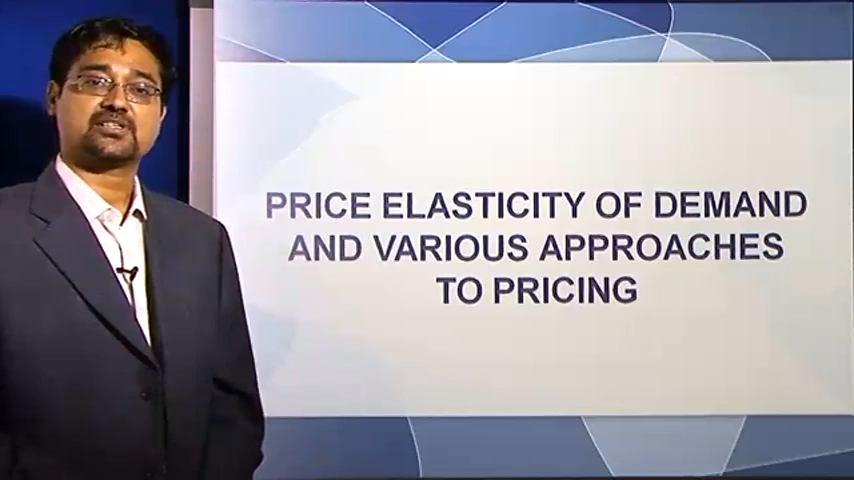 PRICE ELASTICITY OF DEMAND
AND VARIOUS APPROACHES
TO PRICING